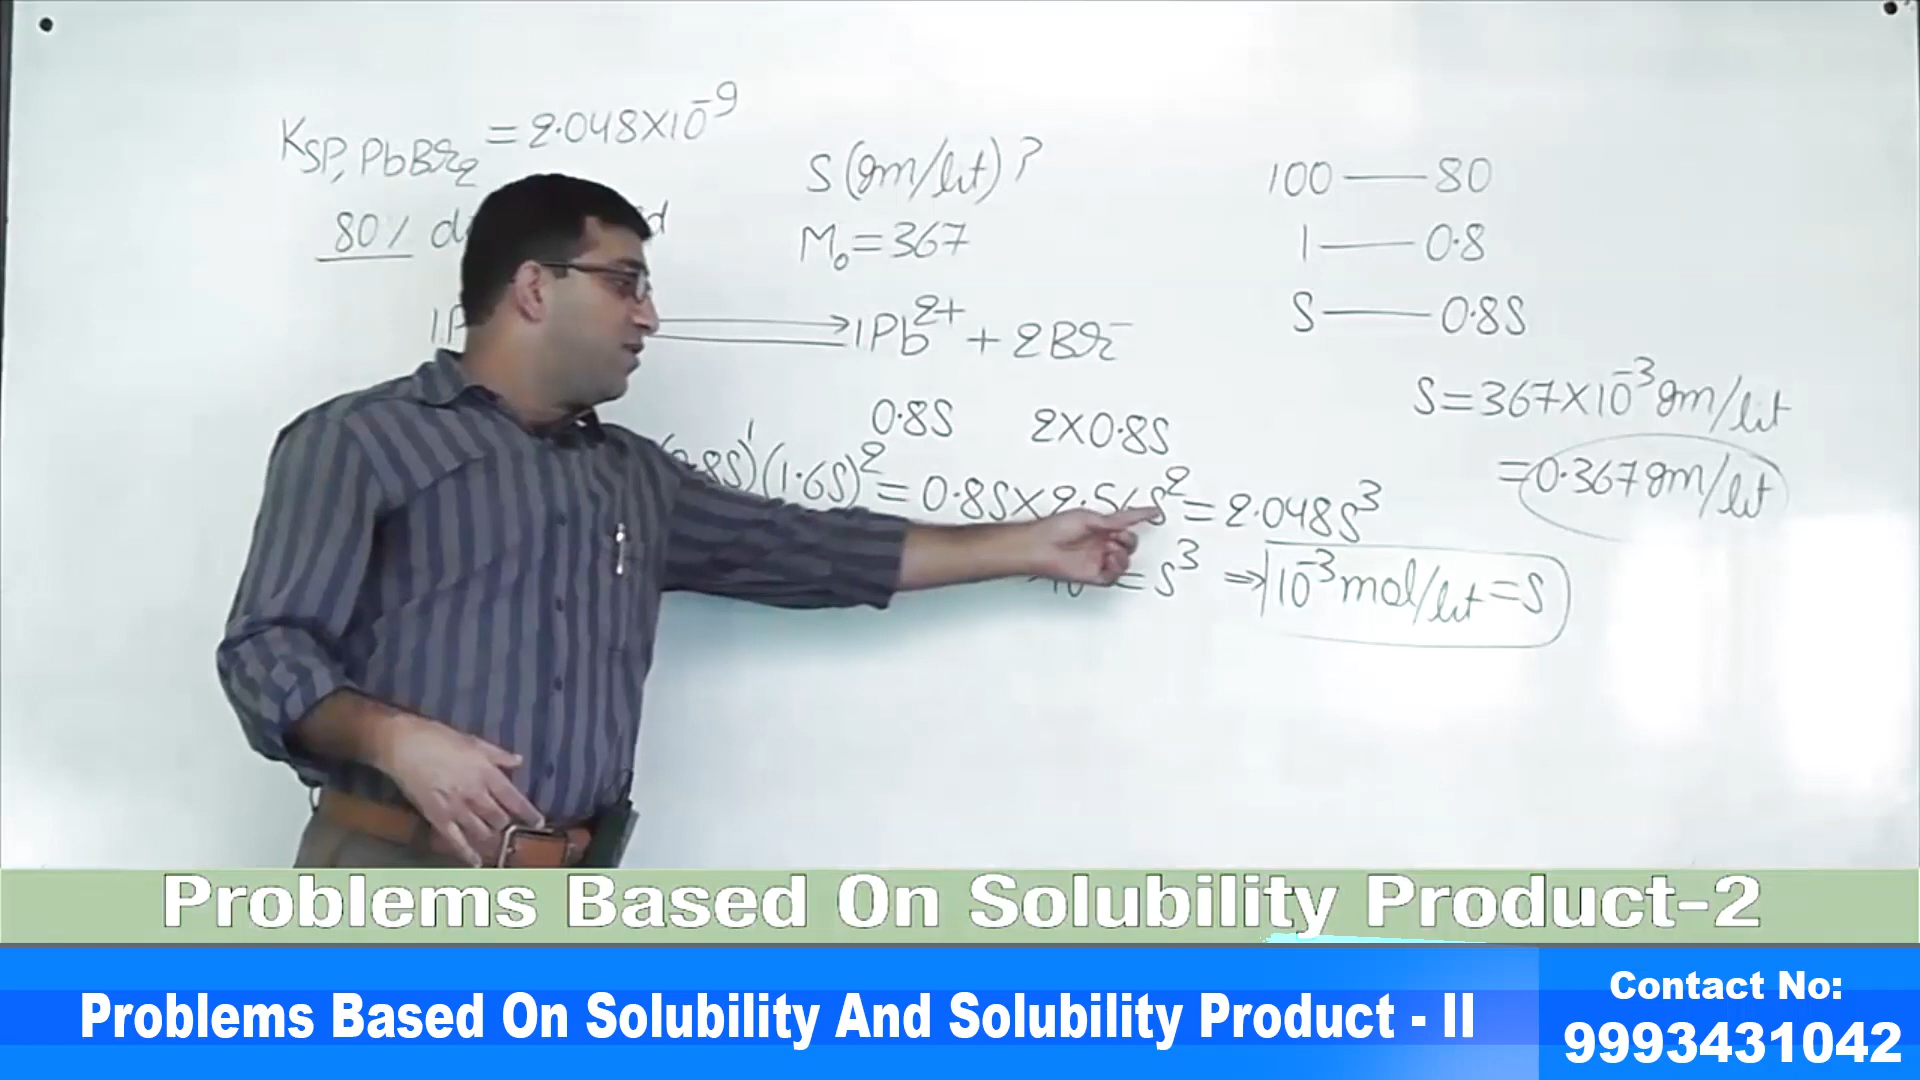 Ksp, PbBr2 = 2.048×10⁻⁹
80%
S (gm/lit)?
M₀ = 367
⟶ 1Pb²⁺ + 2Br⁻
0.8S 2×0.8S
(1.6S)² = 0.8S×2.56S² = 2.048S³
= S³ ⇒ 10⁻³ mol/lit = S
100 — 80
1 — 0.8
S — 0.8S
S = 367×10⁻³ gm/lit
= 0.367 gm/lit
Problems Based On Solubility Product-2
Problems Based On Solubility And Solubility Product - II
Contact No:
9993431042